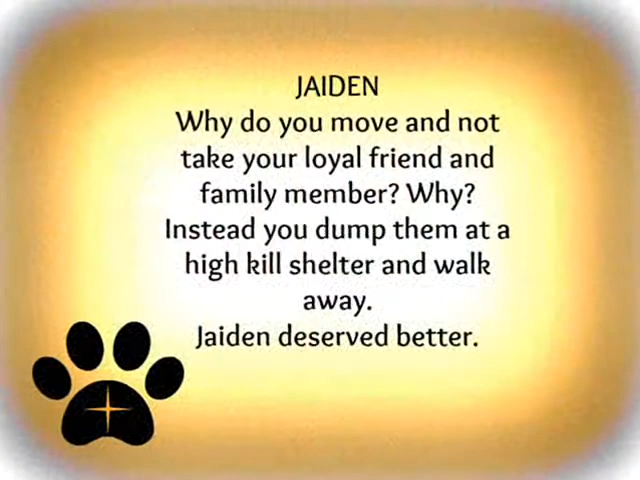 JAIDEN
Why do you move and not
take your loyal friend and
family member? Why?
Instead you dump them at a
high kill shelter and walk
away.
Jaiden deserved better.